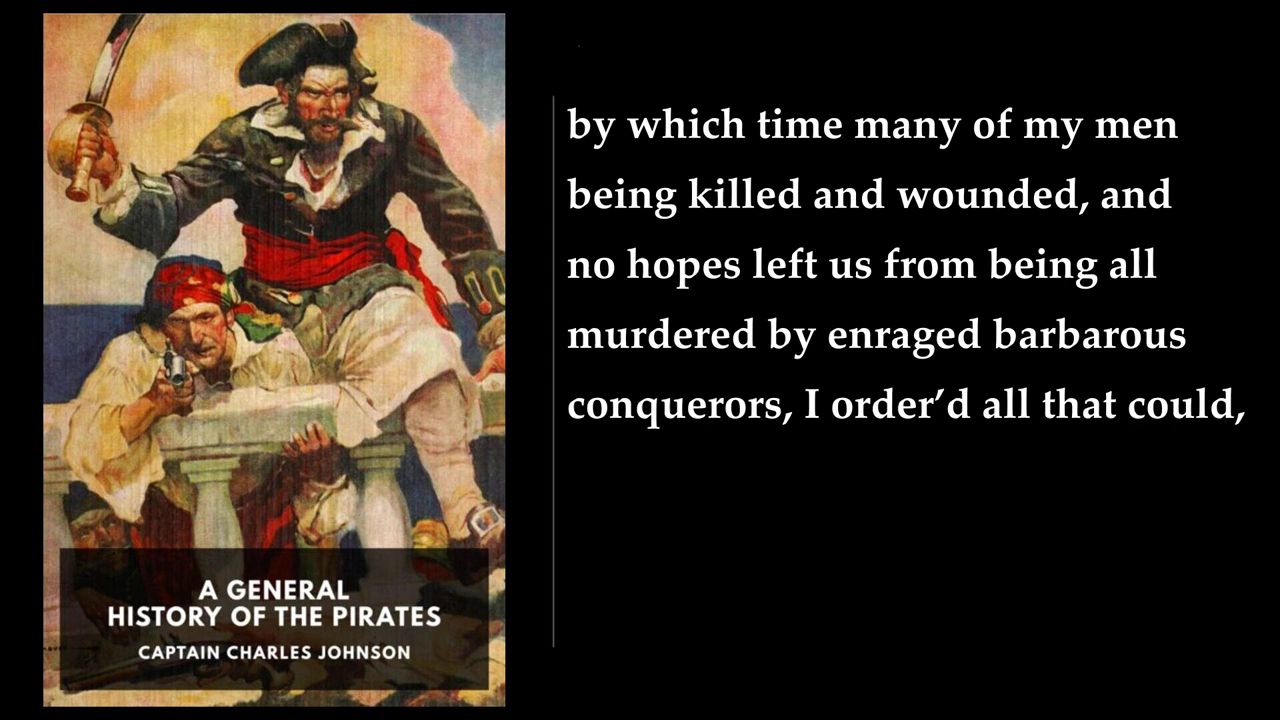 by which time many of my men
being killed and wounded, and
no hopes left us from being all
murdered by enraged barbarous
conquerors, I order’d all that could,
A GENERAL
HISTORY OF THE PIRATES
CAPTAIN CHARLES JOHNSON